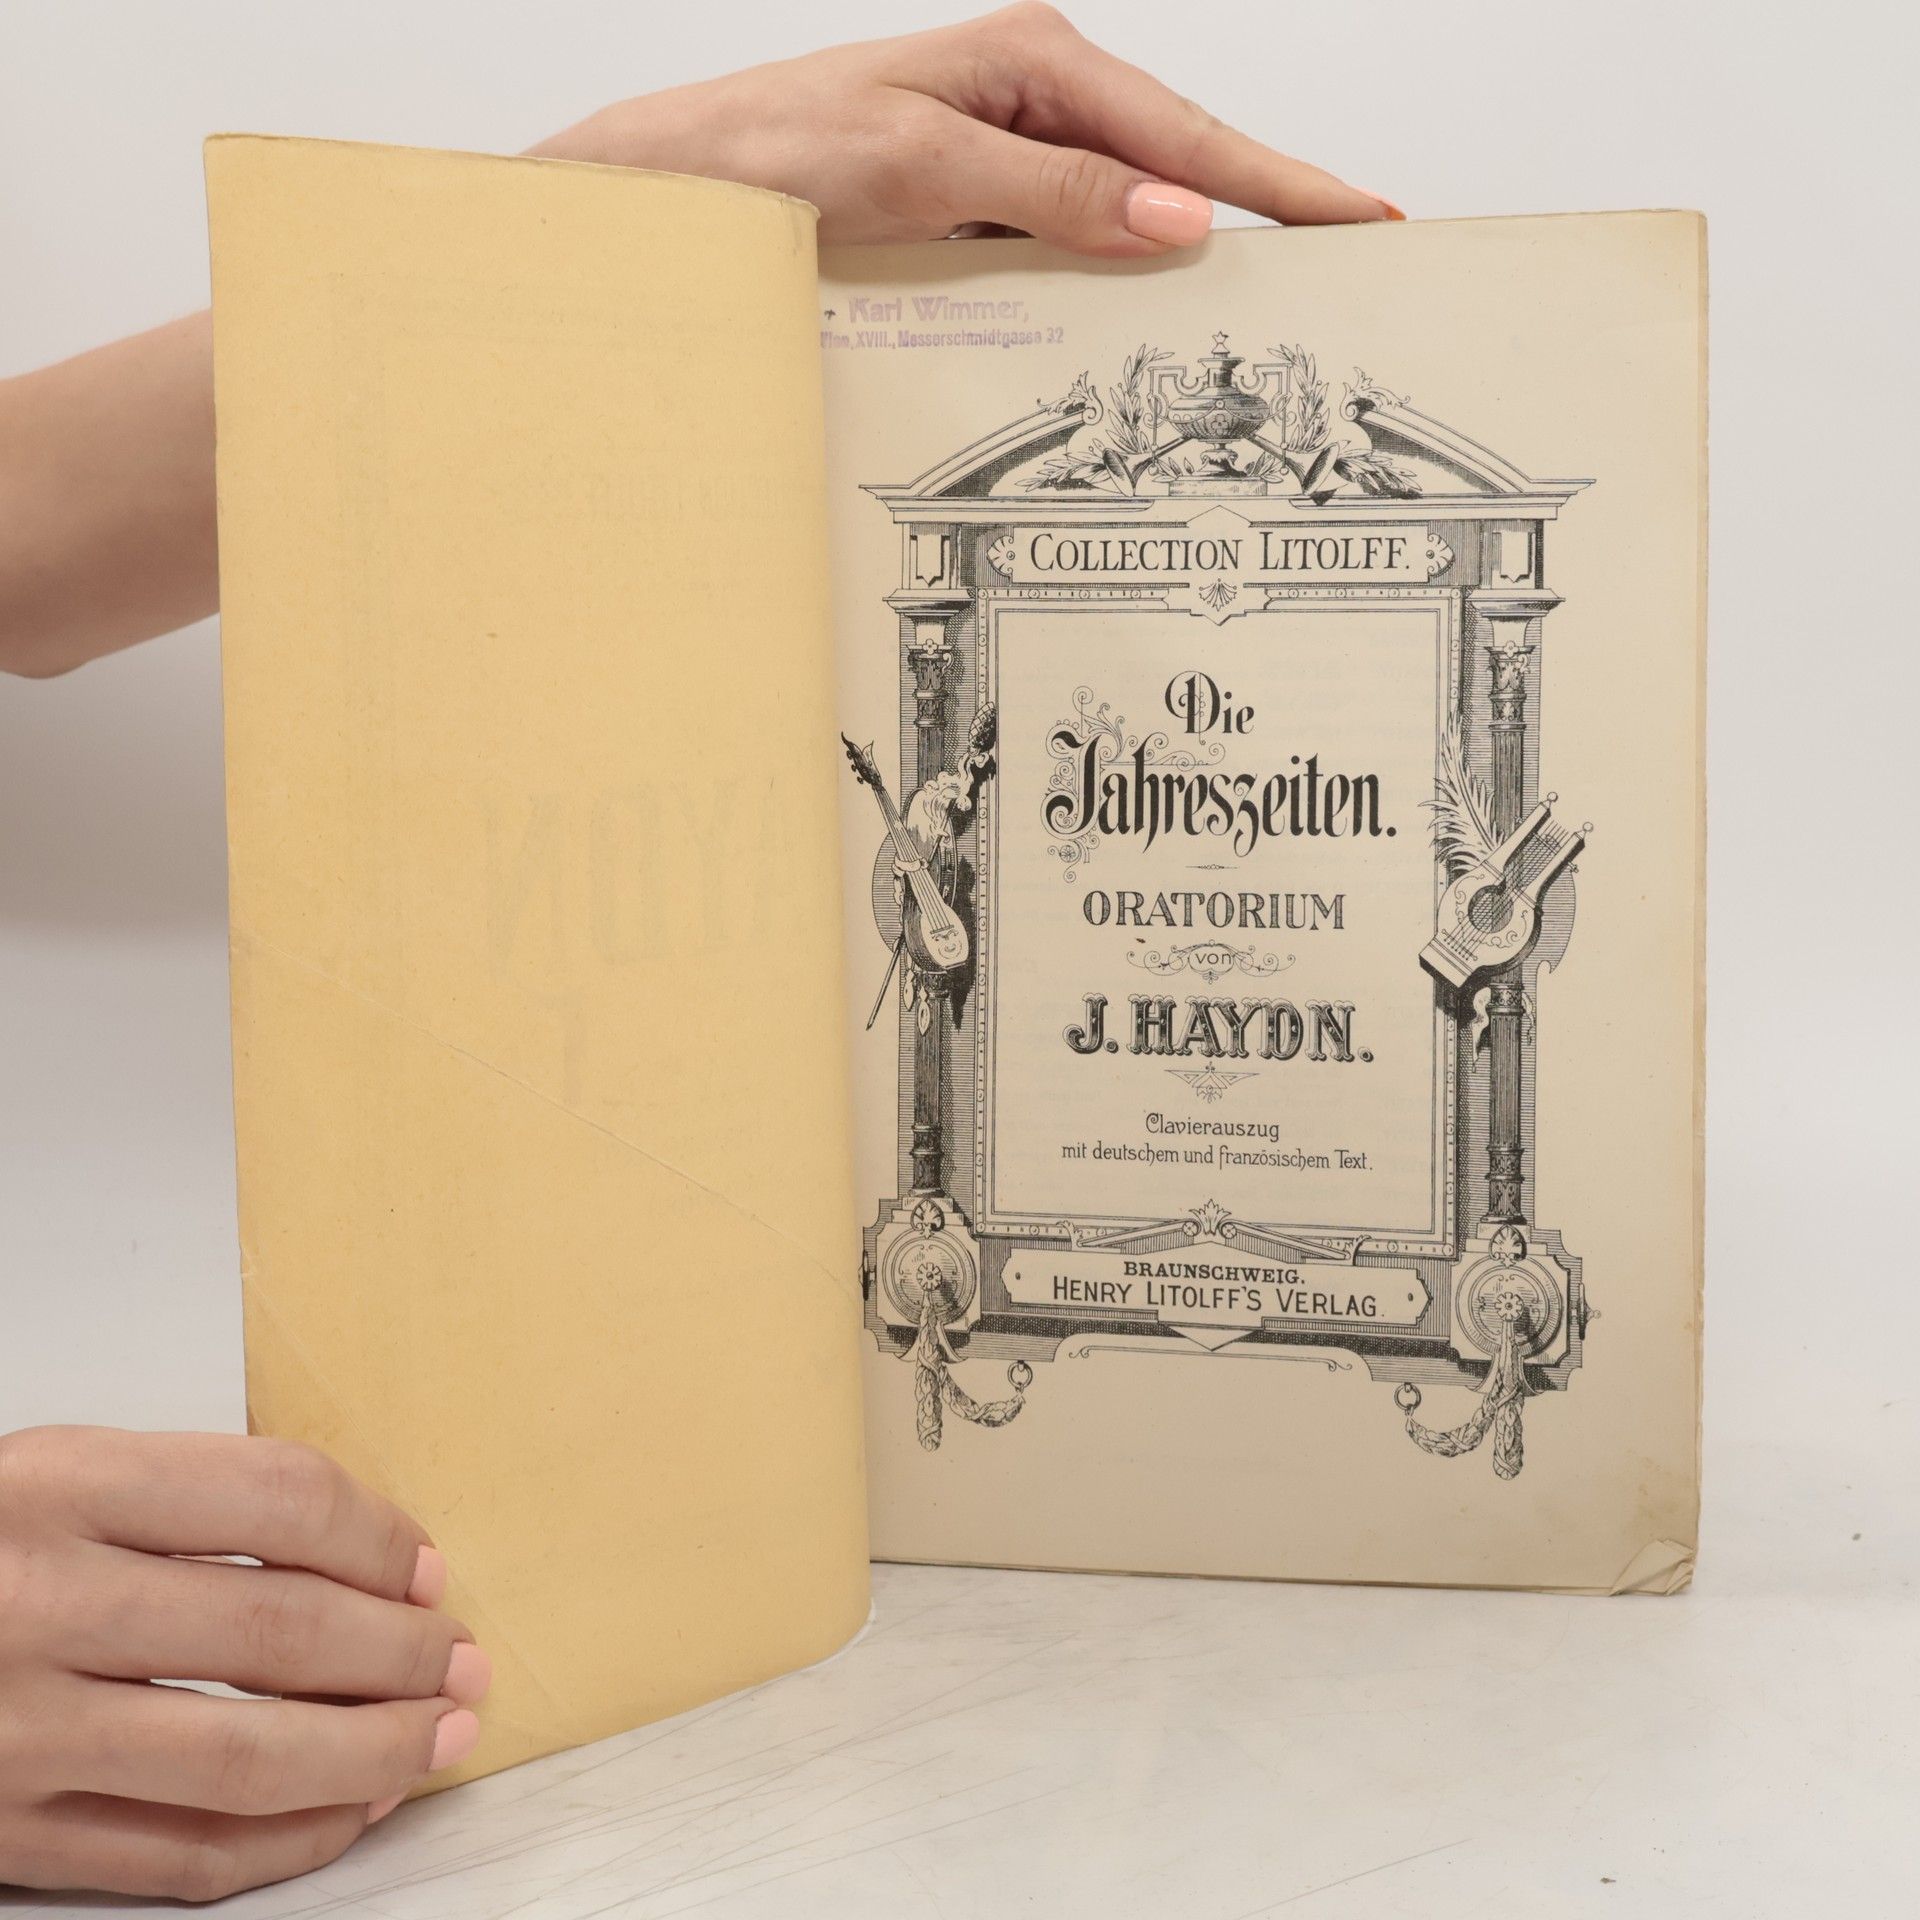 Karl Wimmer,
Wien, XVIII., Messerschmidtgasse 32
COLLECTION LITOLFF.
Die
Jahreszeiten.
ORATORIUM
von
J. HAYDN.
Clavierauszug
mit deutschem und französischem Text.
BRAUNSCHWEIG.
HENRY LITOLFF'S VERLAG.